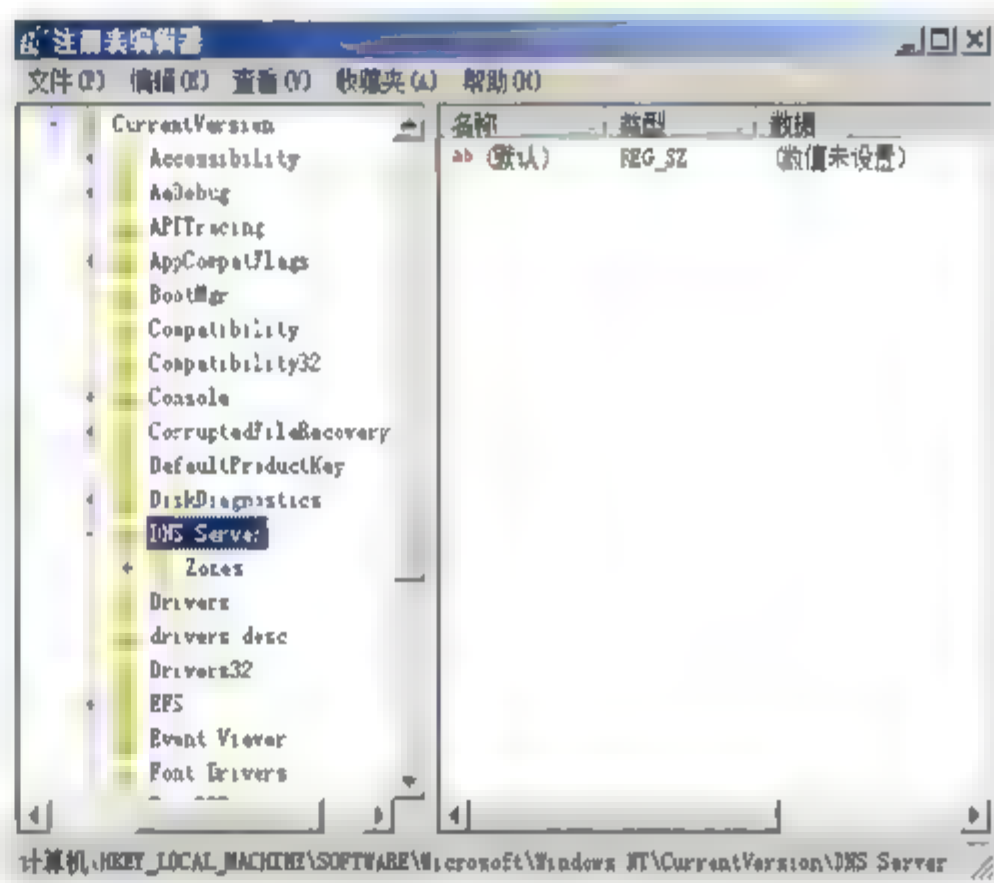 注册表编辑器
文件(F) 编辑(E) 查看(V) 收藏夹(A) 帮助(H)
CurrentVersion
Accessibility
AeDebug
APITracing
AppCompatFlags
BootMgr
Compatibility
Compatibility32
Console
CorruptedFileRecovery
DefaultProductKey
DiskDiagnostics
DNS Server
Zones
Drivers
drivers desc
Drivers32
EFS
Event Viewer
Font Drivers
名称 类型 数据
ab (默认) REG_SZ (数值未设置)
计算机\HKEY_LOCAL_MACHINE\SOFTWARE\Microsoft\Windows NT\CurrentVersion\DNS Server